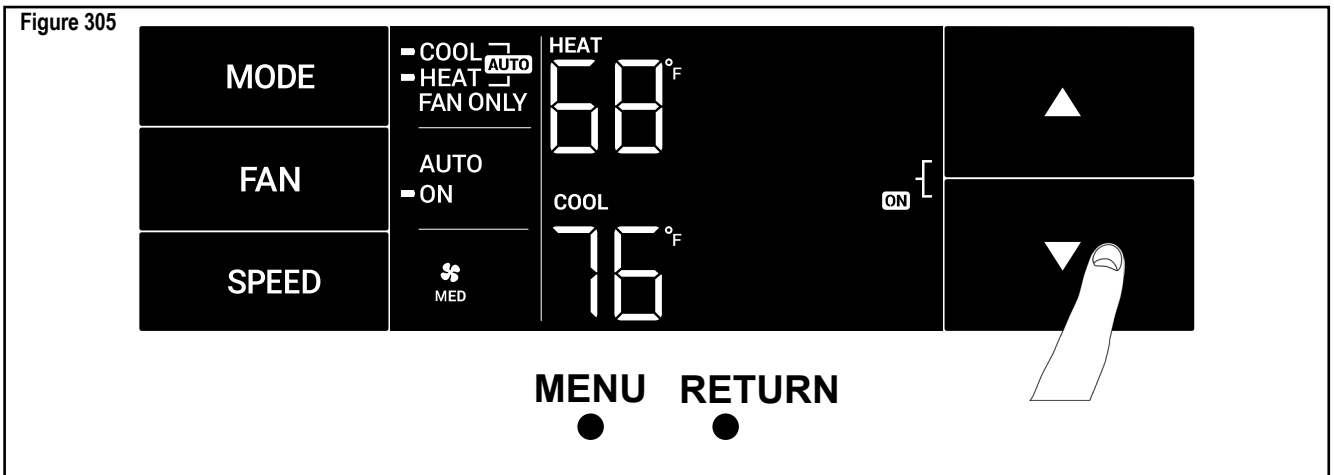 Figure 305
MODE
FAN
SPEED
COOL
HEAT
AUTO
FAN ONLY
AUTO
ON
MED
HEAT
68°F
COOL
76°F
ON
MENU RETURN